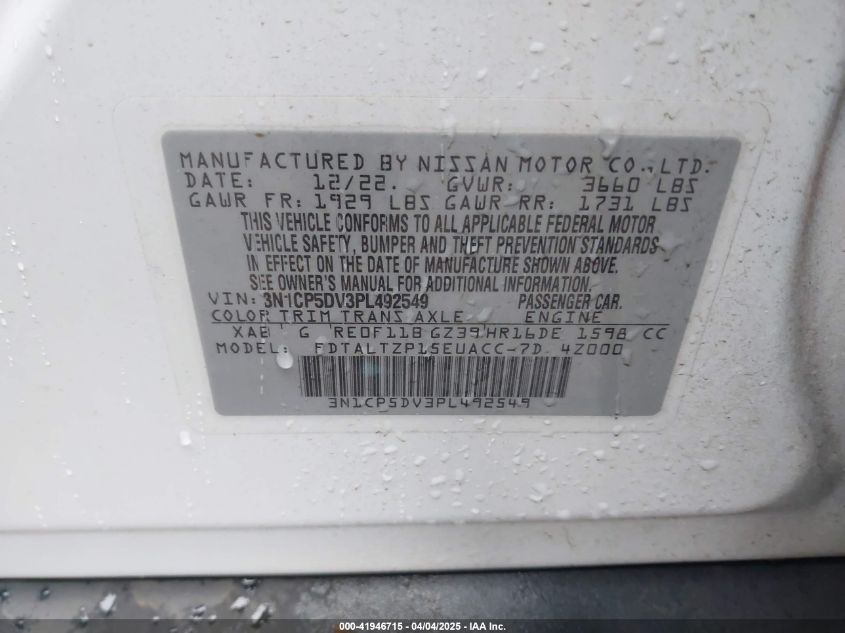 MANUFACTURED BY NISSAN MOTOR CO., LTD.
DATE: 12/22. GVWR: 3660 LBS
GAWR FR: 1929 LBS GAWR RR: 1731 LBS
THIS VEHICLE CONFORMS TO ALL APPLICABLE FEDERAL MOTOR
VEHICLE SAFETY, BUMPER AND THEFT PREVENTION STANDARDS
IN EFFECT ON THE DATE OF MANUFACTURE SHOWN ABOVE.
SEE OWNER'S MANUAL FOR ADDITIONAL INFORMATION.
VIN: 3N1CP5DV3PL492549 PASSENGER CAR.
COLOR TRIM TRANS AXLE ENGINE
XAB G RE0F11B GZ39 HR16DE 1598 CC
MODEL: FDTALTZP15EUACC-7D 4Z000
3N1CP5DV3PL492549
000-41946715 - 04/04/2025 - IAA Inc.